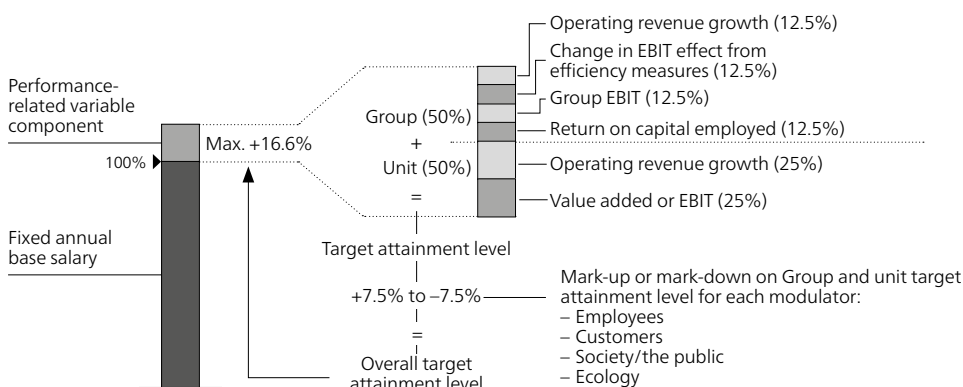 Performance-
related variable
component
100%
Fixed annual
base salary
Max. +16.6%
Group (50%)
+
Unit (50%)
=
Target attainment level
+7.5% to –7.5%
=
Overall target
attainment level
Operating revenue growth (12.5%)
Change in EBIT effect from
efficiency measures (12.5%)
Group EBIT (12.5%)
Return on capital employed (12.5%)
Operating revenue growth (25%)
Value added or EBIT (25%)
Mark-up or mark-down on Group and unit target
attainment level for each modulator:
– Employees
– Customers
– Society/the public
– Ecology